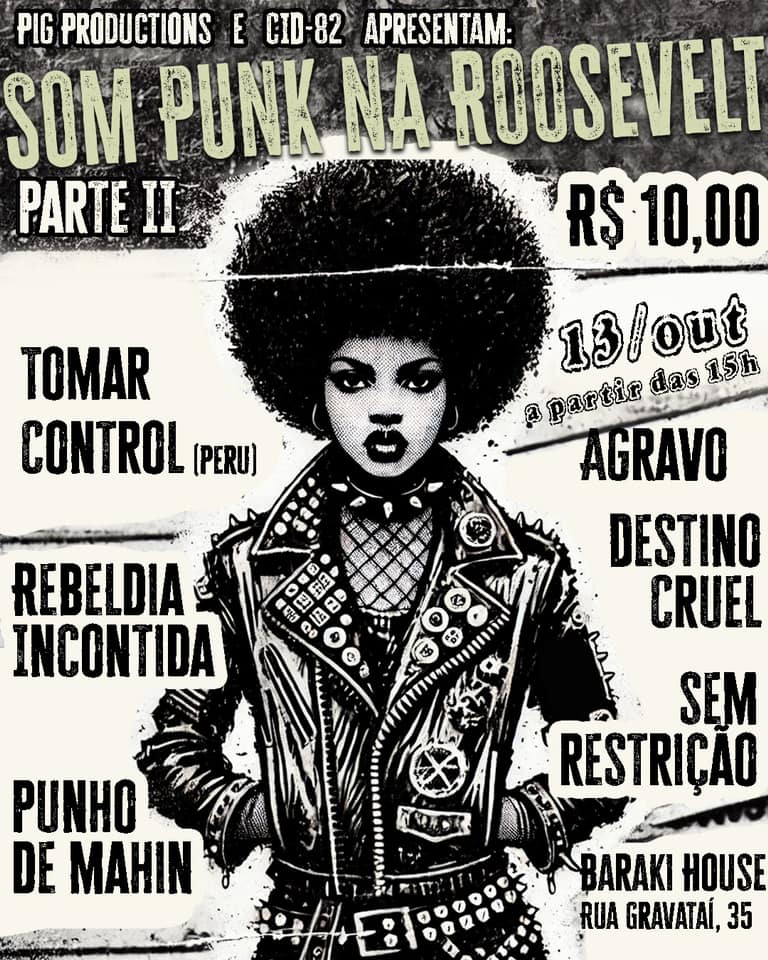 PIG PRODUCTIONS E CID-82 APRESENTAM:
SOM PUNK NA ROOSEVELT
PARTE II
R$ 10,00
13/out
a partir das 15h
TOMAR
CONTROL (PERU)
AGRAVO
DESTINO
CRUEL
REBELDIA
INCONTIDA
SEM
RESTRIÇÃO
PUNHO
DE MAHIN
BARAKI HOUSE
RUA GRAVATAÍ, 35